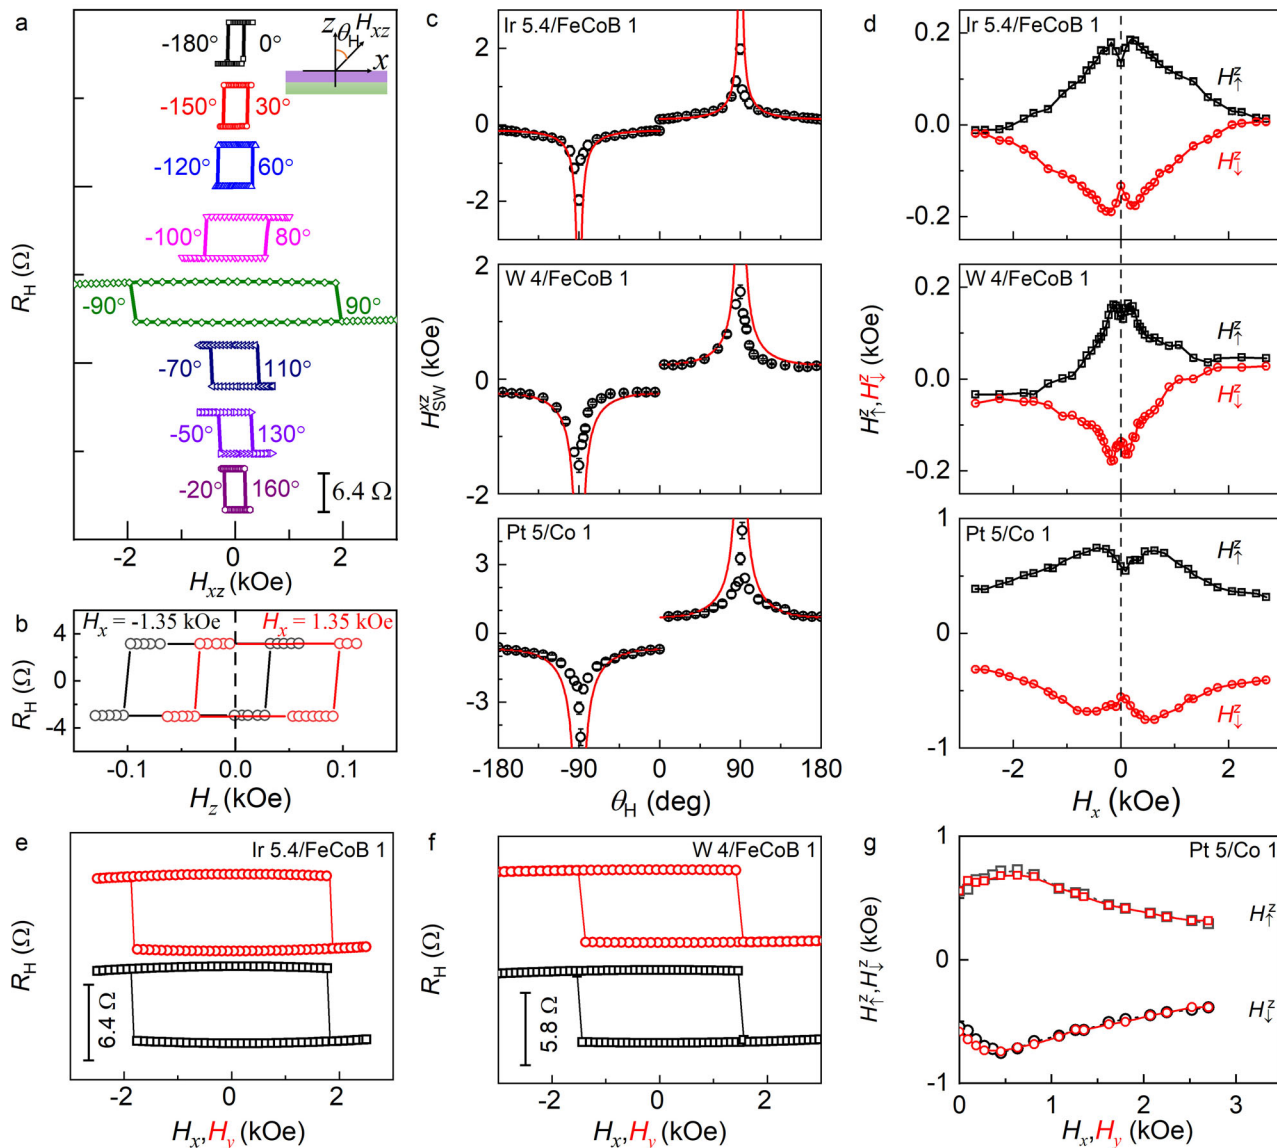 a
z θH Hxz
x
-180° 0°
-150° 30°
-120° 60°
-100° 80°
-90° 90°
-70° 110°
-50° 130°
-20° 160°
6.4 Ω
RH (Ω)
-2 0 2
Hxz (kOe)
b
Hx = -1.35 kOe Hx = 1.35 kOe
4
0
-4
RH (Ω)
-0.1 0.0 0.1
Hz (kOe)
c
Ir 5.4/FeCoB 1
2
0
-2
W 4/FeCoB 1
2
0
2
Pt 5/Co 1
3
0
-3
HSWxz (kOe)
-180 -90 0 90 180
θH (deg)
d
Ir 5.4/FeCoB 1
0.2
0.0
-0.2
H↑z
H↓z
W 4/FeCoB 1
0.2
0.0
-0.2
H↑z
H↓z
Pt 5/Co 1
1
0
-1
H↑z
H↓z
H↑z, H↓z (kOe)
-2 0 2
Hx (kOe)
e
Ir 5.4/FeCoB 1
6.4 Ω
RH (Ω)
-2 0 2
Hx, Hy (kOe)
f
W 4/FeCoB 1
5.8 Ω
RH (Ω)
-2 0 2
Hx, Hy (kOe)
g
Pt 5/Co 1
1
0
-1
H↑z
H↓z
H↑z, H↓z (kOe)
0 1 2 3
Hx, Hy (kOe)